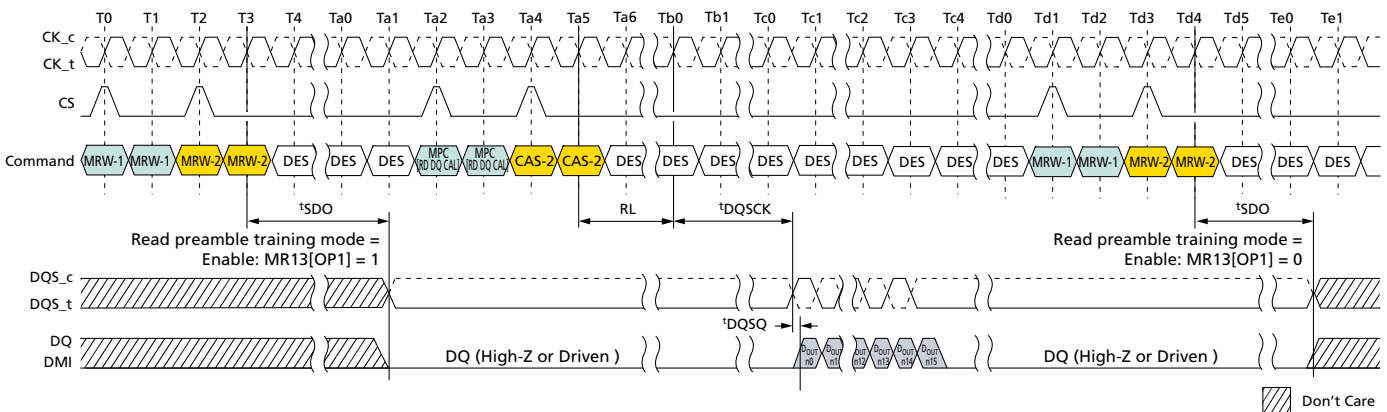 T0 T1 T2 T3 T4 Ta0 Ta1 Ta2 Ta3 Ta4 Ta5 Ta6 Tb0 Tb1 Tc0 Tc1 Tc2 Tc3 Tc4 Td0 Td1 Td2 Td3 Td4 Td5 Te0 Te1
CK_c
CK_t
CS
Command MRW-1 MRW-1 MRW-2 MRW-2 DES DES DES MPC [RD DQ CAL] MPC [RD DQ CAL] CAS-2 CAS-2 DES DES DES DES DES DES DES DES DES MRW-1 MRW-1 MRW-2 MRW-2 DES DES DES
tSDO RL tDQSCK tSDO
Read preamble training mode =
Enable: MR13[OP1] = 1
Read preamble training mode =
Enable: MR13[OP1] = 0
DQS_c
DQS_t
tDQSQ
DQ
DMI
DQ (High-Z or Driven )
DOUT n0 DOUT n1 DOUT n12 DOUT n13 DOUT n14 DOUT n15
DQ (High-Z or Driven )
Don't Care